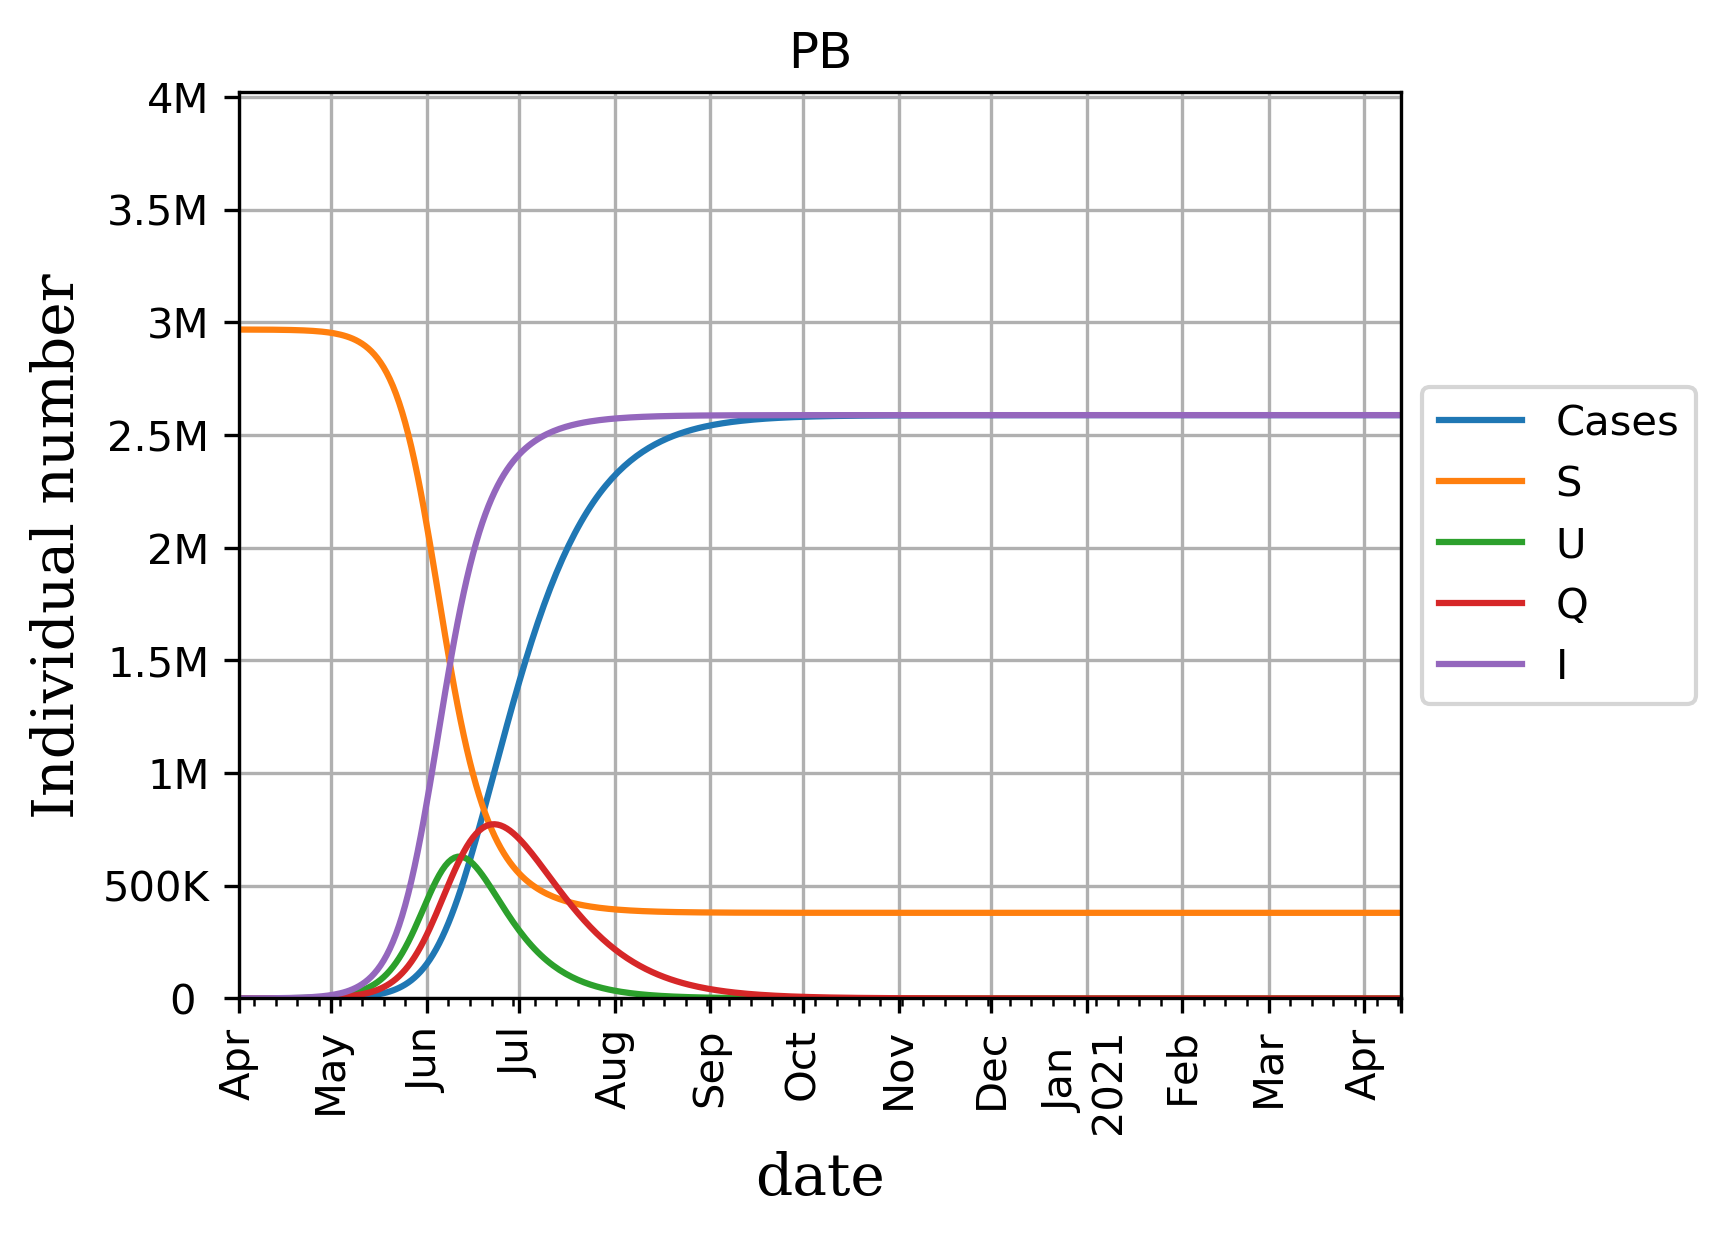 PB
Individual number
4M
3.5M
3M
2.5M
2M
1.5M
1M
500K
0
Apr
May
Jun
Jul
Aug
Sep
Oct
Nov
Dec
Jan
2021
Feb
Mar
Apr
date
Cases
S
U
Q
I